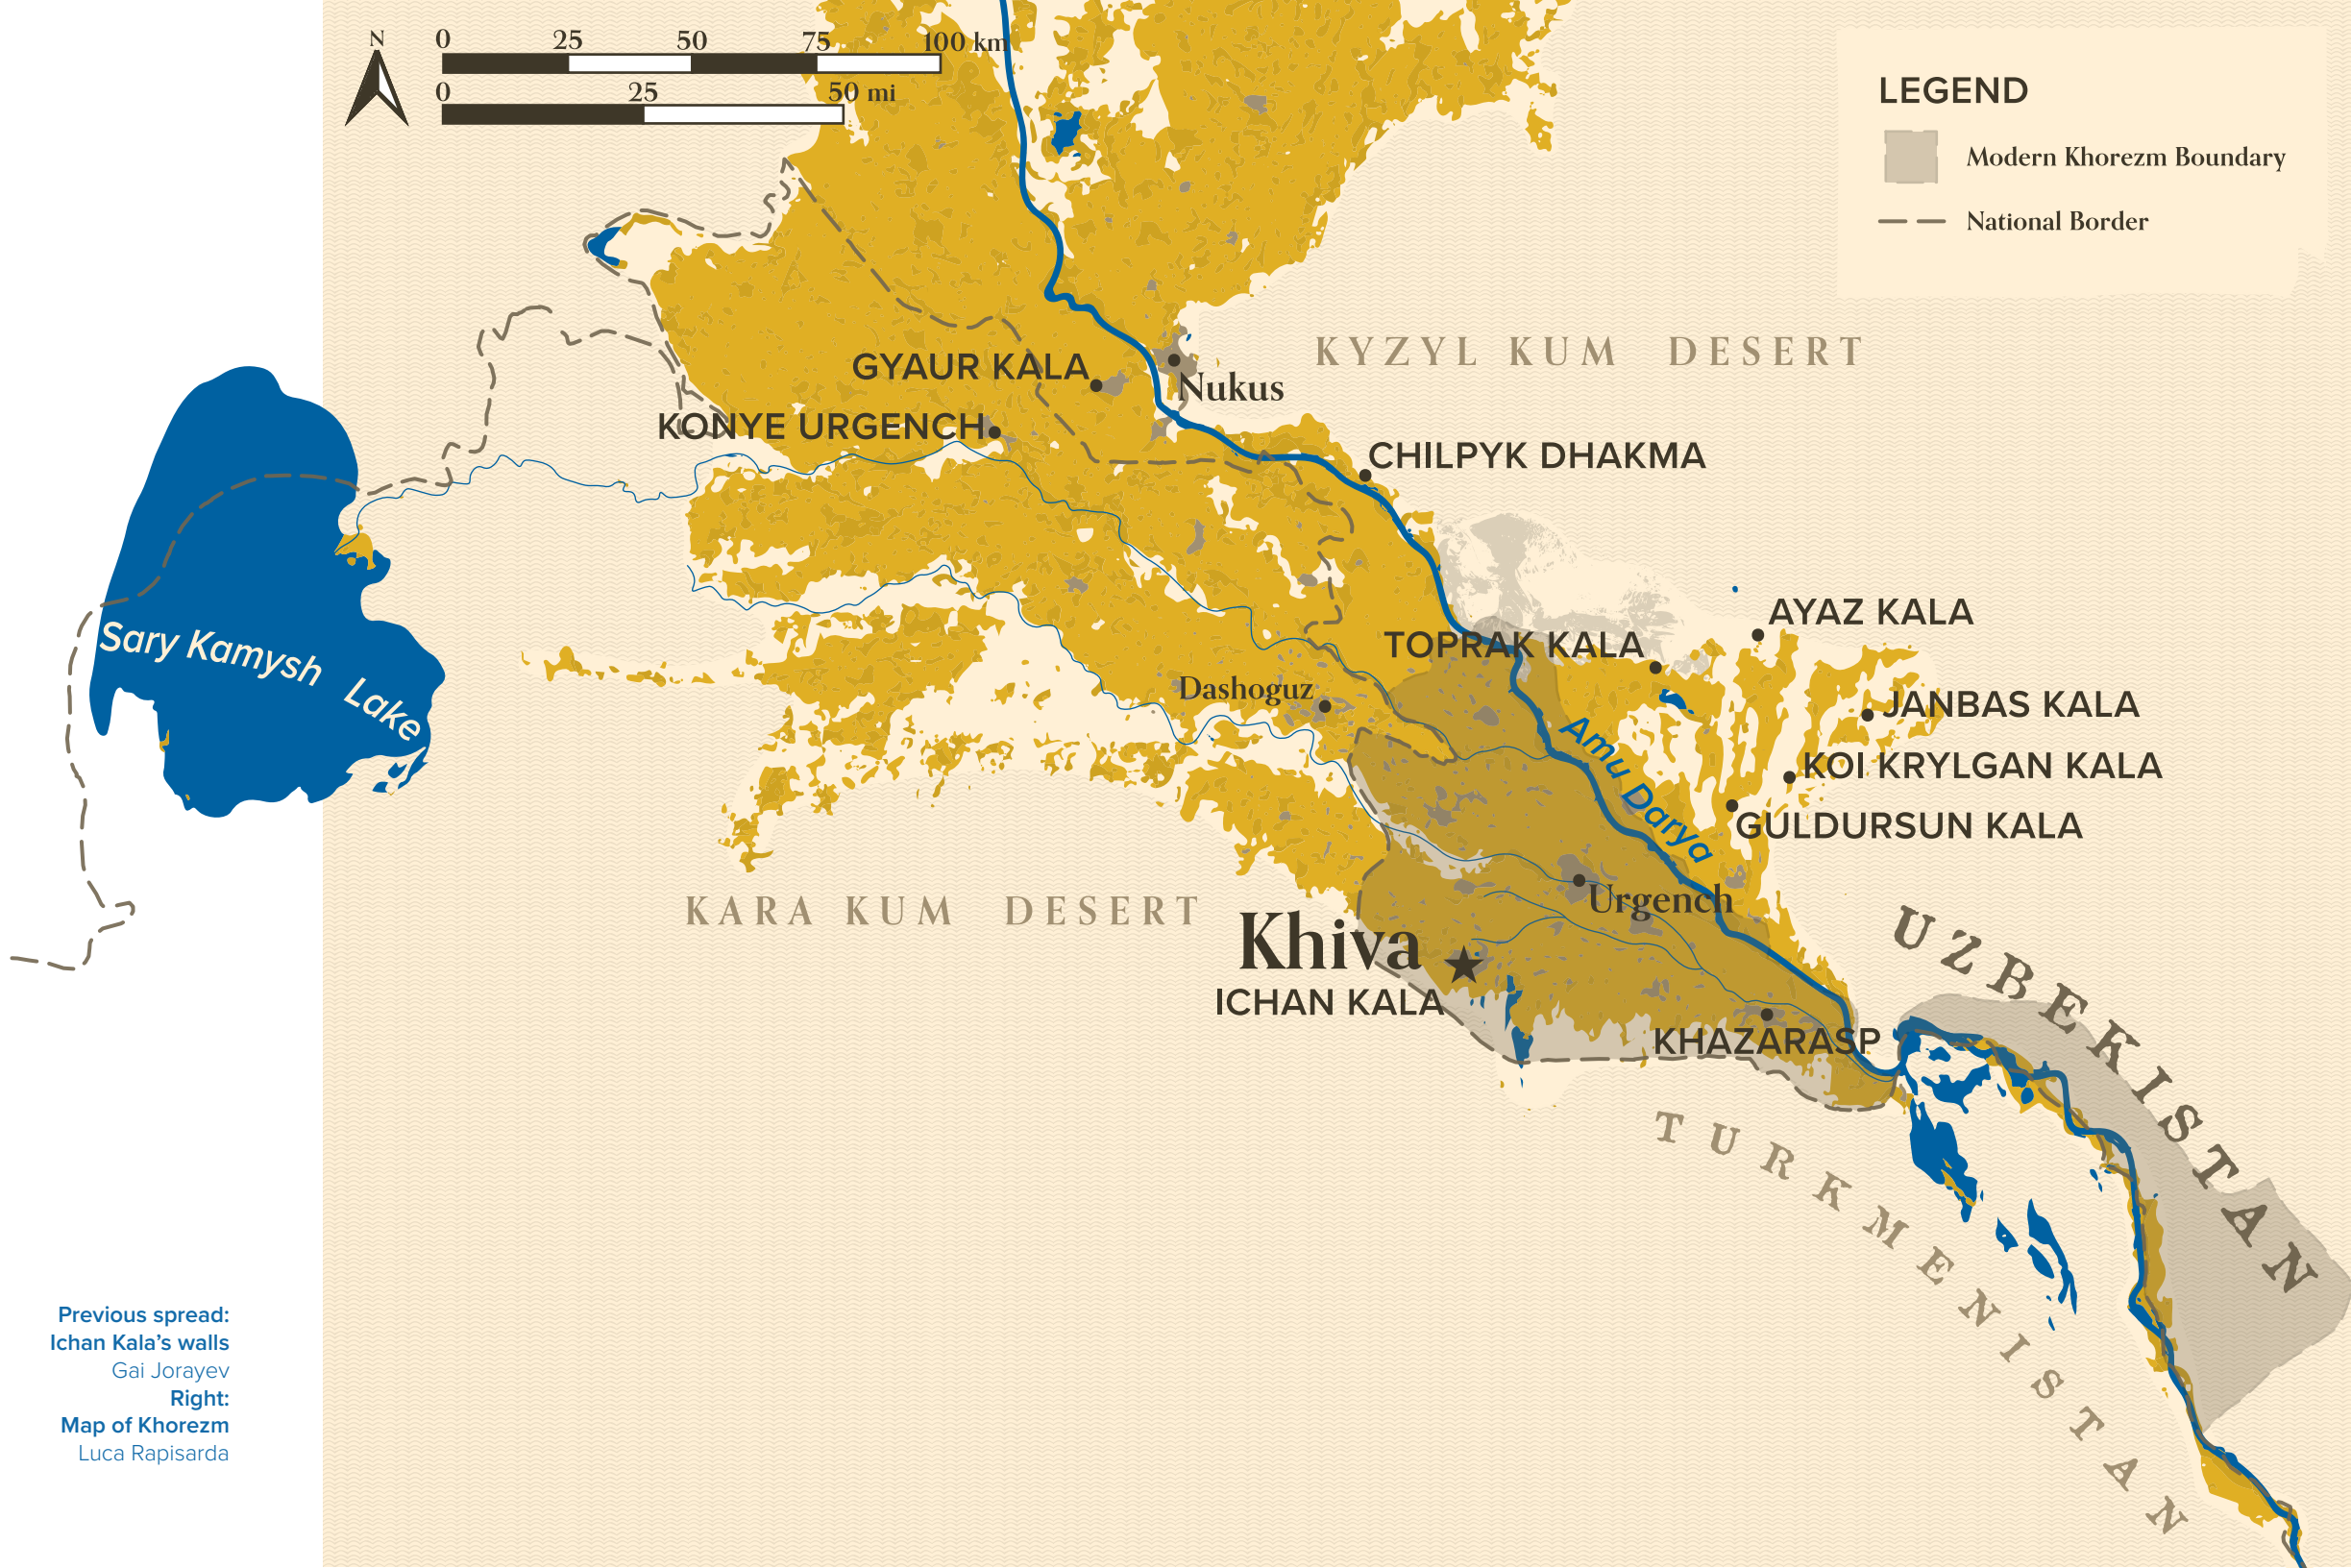 N
0 25 50 75 100 km
0 25 50 mi
LEGEND
Modern Khorezm Boundary
National Border
KYZYL KUM DESERT
GYAUR KALA
Nukus
KONYE URGENCH
CHILPYK DHAKMA
AYAZ KALA
TOPRAK KALA
Sary Kamysh Lake
Dashoguz
JANBAS KALA
Amu Darya
KOI KRYLGAN KALA
GULDURSUN KALA
KARA KUM DESERT
Urgench
Khiva
ICHAN KALA
KHAZARASP
UZBEKISTAN
TURKMENISTAN
Previous spread:
Ichan Kala’s walls
Gai Jorayev
Right:
Map of Khorezm
Luca Rapisarda